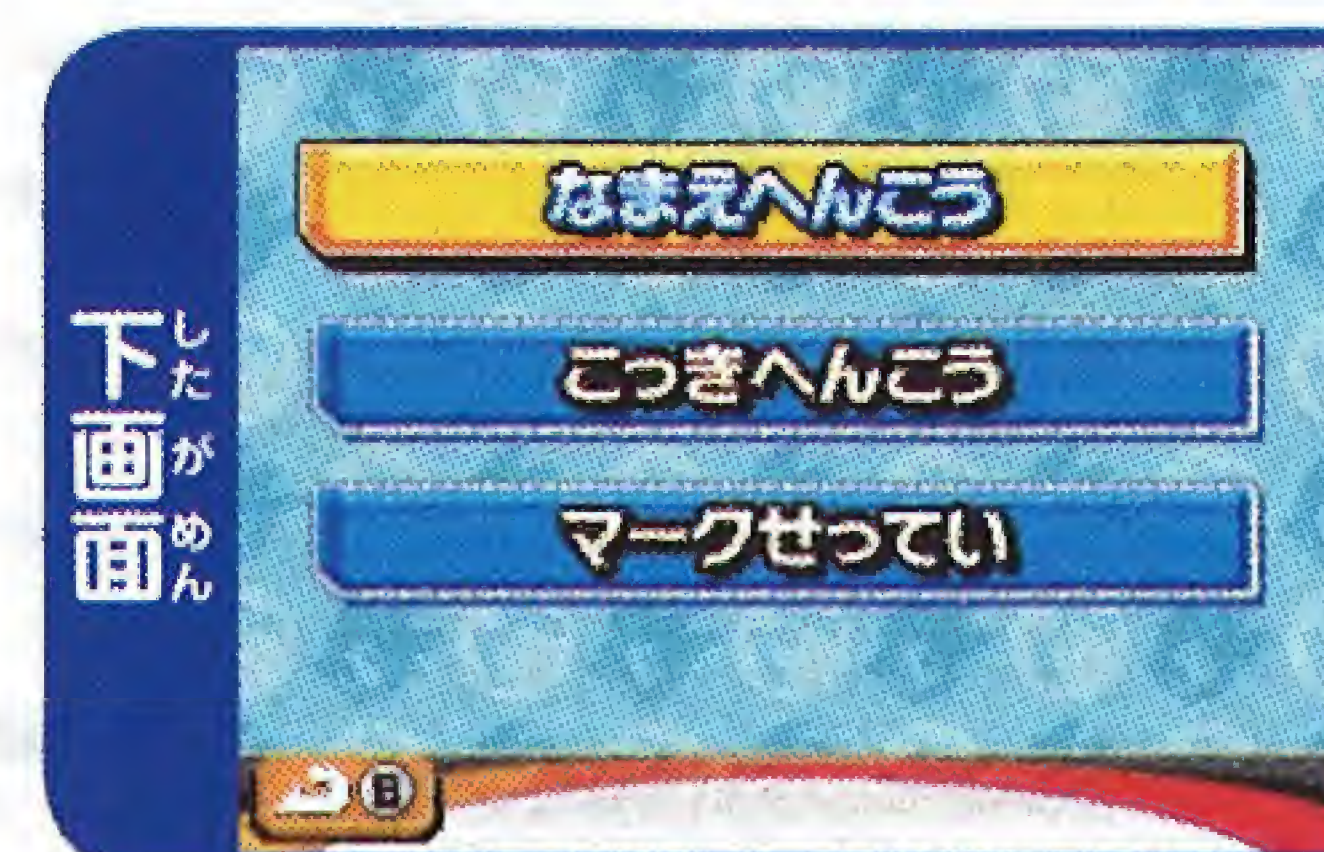 下画面
したがめん
なまえへんこう
こっきへんこう
マークせってい
B